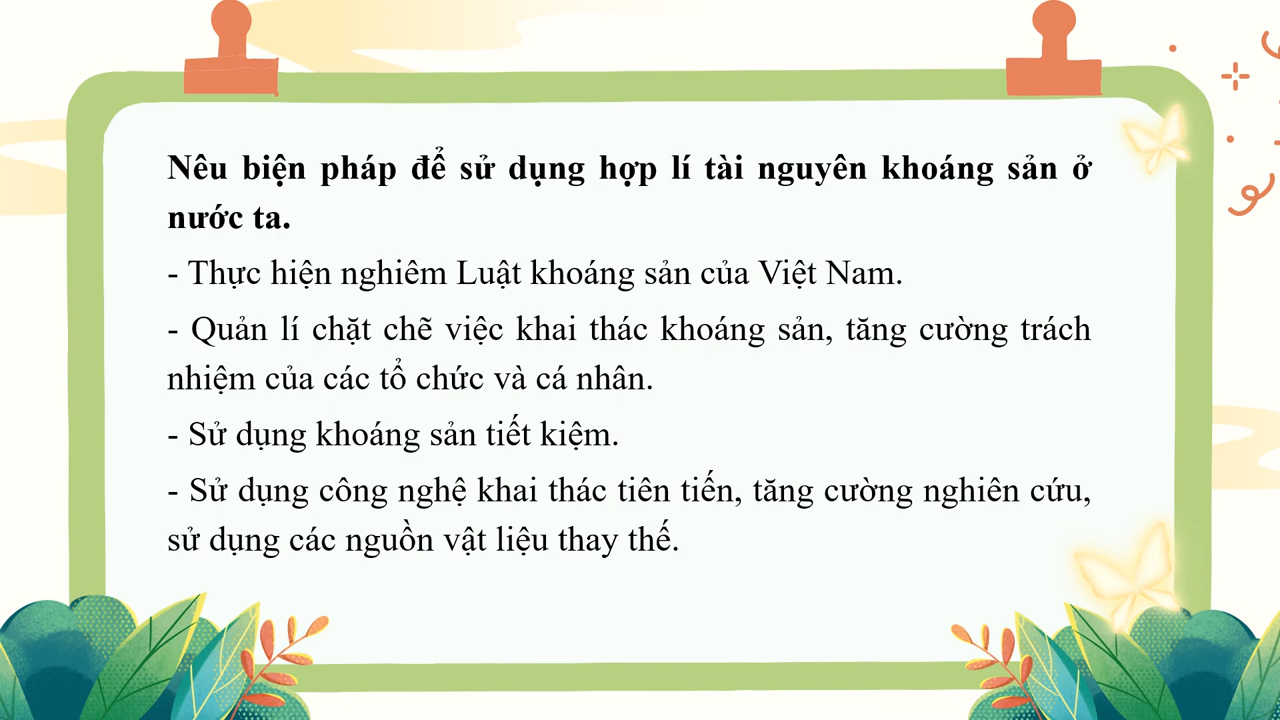 Nêu biện pháp để sử dụng hợp lí tài nguyên khoáng sản ở
nước ta.
- Thực hiện nghiêm Luật khoáng sản của Việt Nam.
- Quản lí chặt chẽ việc khai thác khoáng sản, tăng cường trách
nhiệm của các tổ chức và cá nhân.
- Sử dụng khoáng sản tiết kiệm.
- Sử dụng công nghệ khai thác tiên tiến, tăng cường nghiên cứu,
sử dụng các nguồn vật liệu thay thế.